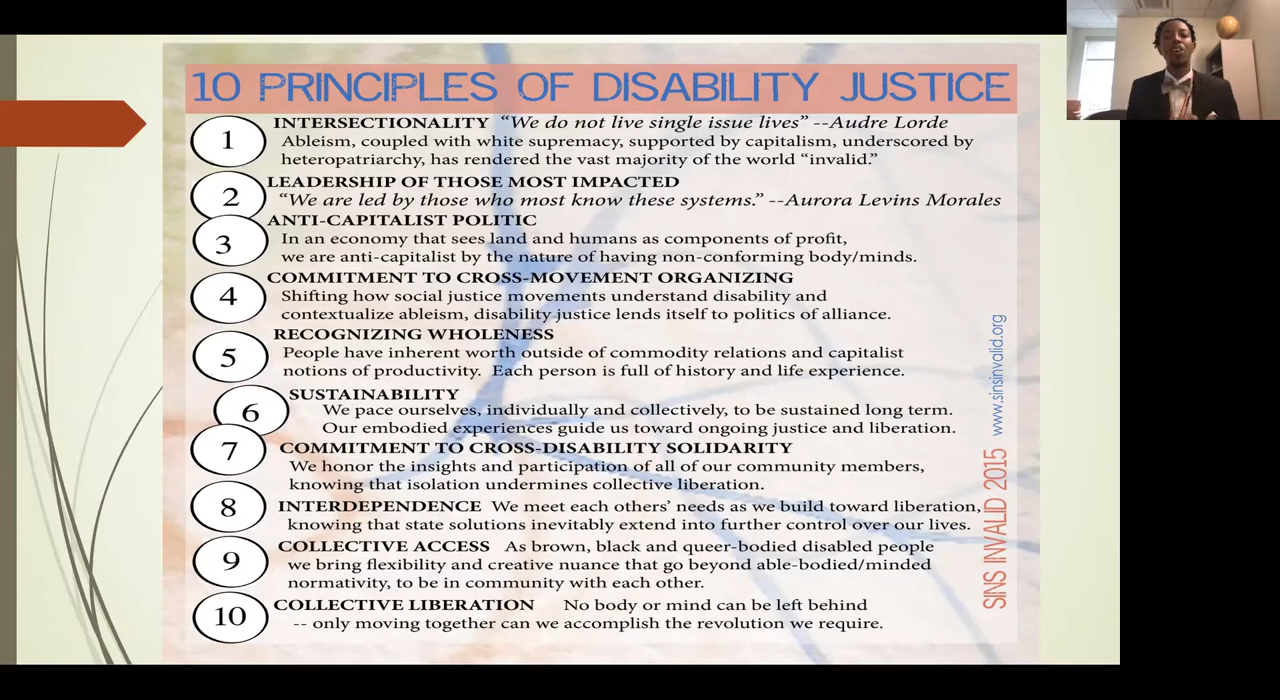 10 PRINCIPLES OF DISABILITY JUSTICE
1 INTERSECTIONALITY “We do not live single issue lives” --Audre Lorde
Ableism, coupled with white supremacy, supported by capitalism, underscored by
heteropatriarchy, has rendered the vast majority of the world “invalid.”
2 LEADERSHIP OF THOSE MOST IMPACTED
“We are led by those who most know these systems.” --Aurora Levins Morales
3 ANTI-CAPITALIST POLITIC
In an economy that sees land and humans as components of profit,
we are anti-capitalist by the nature of having non-conforming body/minds.
4 COMMITMENT TO CROSS-MOVEMENT ORGANIZING
Shifting how social justice movements understand disability and
contextualize ableism, disability justice lends itself to politics of alliance.
5 RECOGNIZING WHOLENESS
People have inherent worth outside of commodity relations and capitalist
notions of productivity. Each person is full of history and life experience.
6 SUSTAINABILITY
We pace ourselves, individually and collectively, to be sustained long term.
Our embodied experiences guide us toward ongoing justice and liberation.
7 COMMITMENT TO CROSS-DISABILITY SOLIDARITY
We honor the insights and participation of all of our community members,
knowing that isolation undermines collective liberation.
8 INTERDEPENDENCE We meet each others’ needs as we build toward liberation,
knowing that state solutions inevitably extend into further control over our lives.
9 COLLECTIVE ACCESS As brown, black and queer-bodied disabled people
we bring flexibility and creative nuance that go beyond able-bodied/minded
normativity, to be in community with each other.
10 COLLECTIVE LIBERATION No body or mind can be left behind
-- only moving together can we accomplish the revolution we require.
SINS INVALID 2015 www.sinsinvalid.org